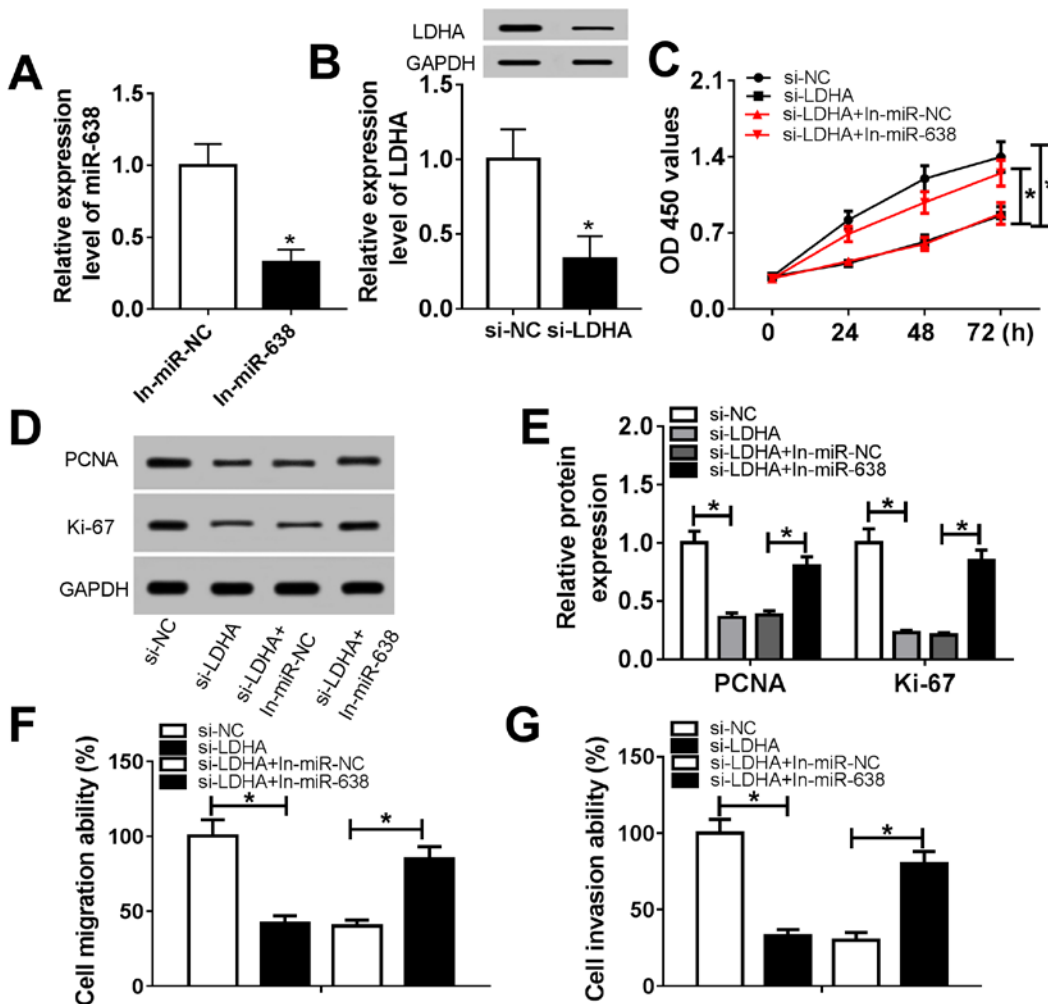 A
Relative expression
level of miR-638
1.5
1.0
0.5
0.0
*
In-miR-NC
In-miR-638
B
LDHA
GAPDH
Relative expression
level of LDHA
1.5
1.0
0.5
0.0
*
si-NC
si-LDHA
C
si-NC
si-LDHA
si-LDHA+In-miR-NC
si-LDHA+In-miR-638
OD 450 values
2.1
1.4
0.7
0.0
*
*
0
24
48
72 (h)
D
PCNA
Ki-67
GAPDH
si-NC
si-LDHA
si-LDHA+
In-miR-NC
si-LDHA+
In-miR-638
E
si-NC
si-LDHA
si-LDHA+In-miR-NC
si-LDHA+In-miR-638
Relative protein
expression
2.0
1.5
1.0
0.5
0.0
*
*
*
*
PCNA
Ki-67
F
si-NC
si-LDHA
si-LDHA+In-miR-NC
si-LDHA+In-miR-638
Cell migration ability (%)
150
100
50
0
*
*
G
si-NC
si-LDHA
si-LDHA+In-miR-NC
si-LDHA+In-miR-638
Cell invasion ability (%)
150
100
50
0
*
*